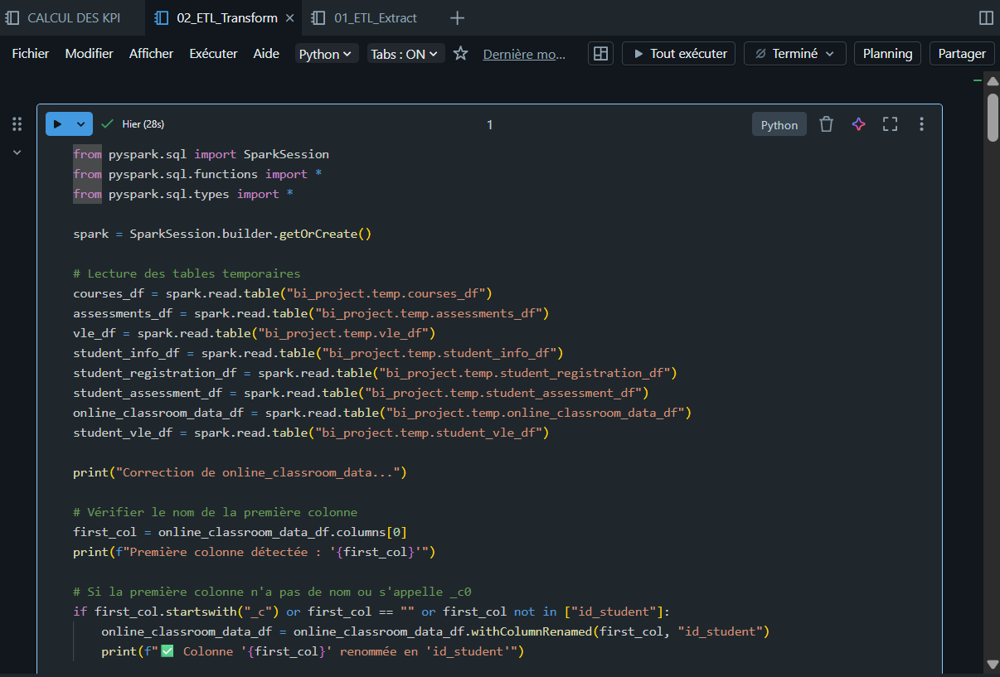 CALCUL DES KPI
02_ETL_Transform
01_ETL_Extract
Fichier Modifier Afficher Exécuter Aide Python Tabs : ON Dernière mo... Tout exécuter Terminé Planning Partager
Hier (28s)
1
Python
from pyspark.sql import SparkSession
from pyspark.sql.functions import *
from pyspark.sql.types import *
spark = SparkSession.builder.getOrCreate()
# Lecture des tables temporaires
courses_df = spark.read.table("bi_project.temp.courses_df")
assessments_df = spark.read.table("bi_project.temp.assessments_df")
vle_df = spark.read.table("bi_project.temp.vle_df")
student_info_df = spark.read.table("bi_project.temp.student_info_df")
student_registration_df = spark.read.table("bi_project.temp.student_registration_df")
student_assessment_df = spark.read.table("bi_project.temp.student_assessment_df")
online_classroom_data_df = spark.read.table("bi_project.temp.online_classroom_data_df")
student_vle_df = spark.read.table("bi_project.temp.student_vle_df")
print("Correction de online_classroom_data...")
# Vérifier le nom de la première colonne
first_col = online_classroom_data_df.columns[0]
print(f"Première colonne détectée : '{first_col}'")
# Si la première colonne n'a pas de nom ou s'appelle _c0
if first_col.startswith("_c") or first_col == "" or first_col not in ["id_student"]:
    online_classroom_data_df = online_classroom_data_df.withColumnRenamed(first_col, "id_student")
    print(f"✅ Colonne '{first_col}' renommée en 'id_student'")